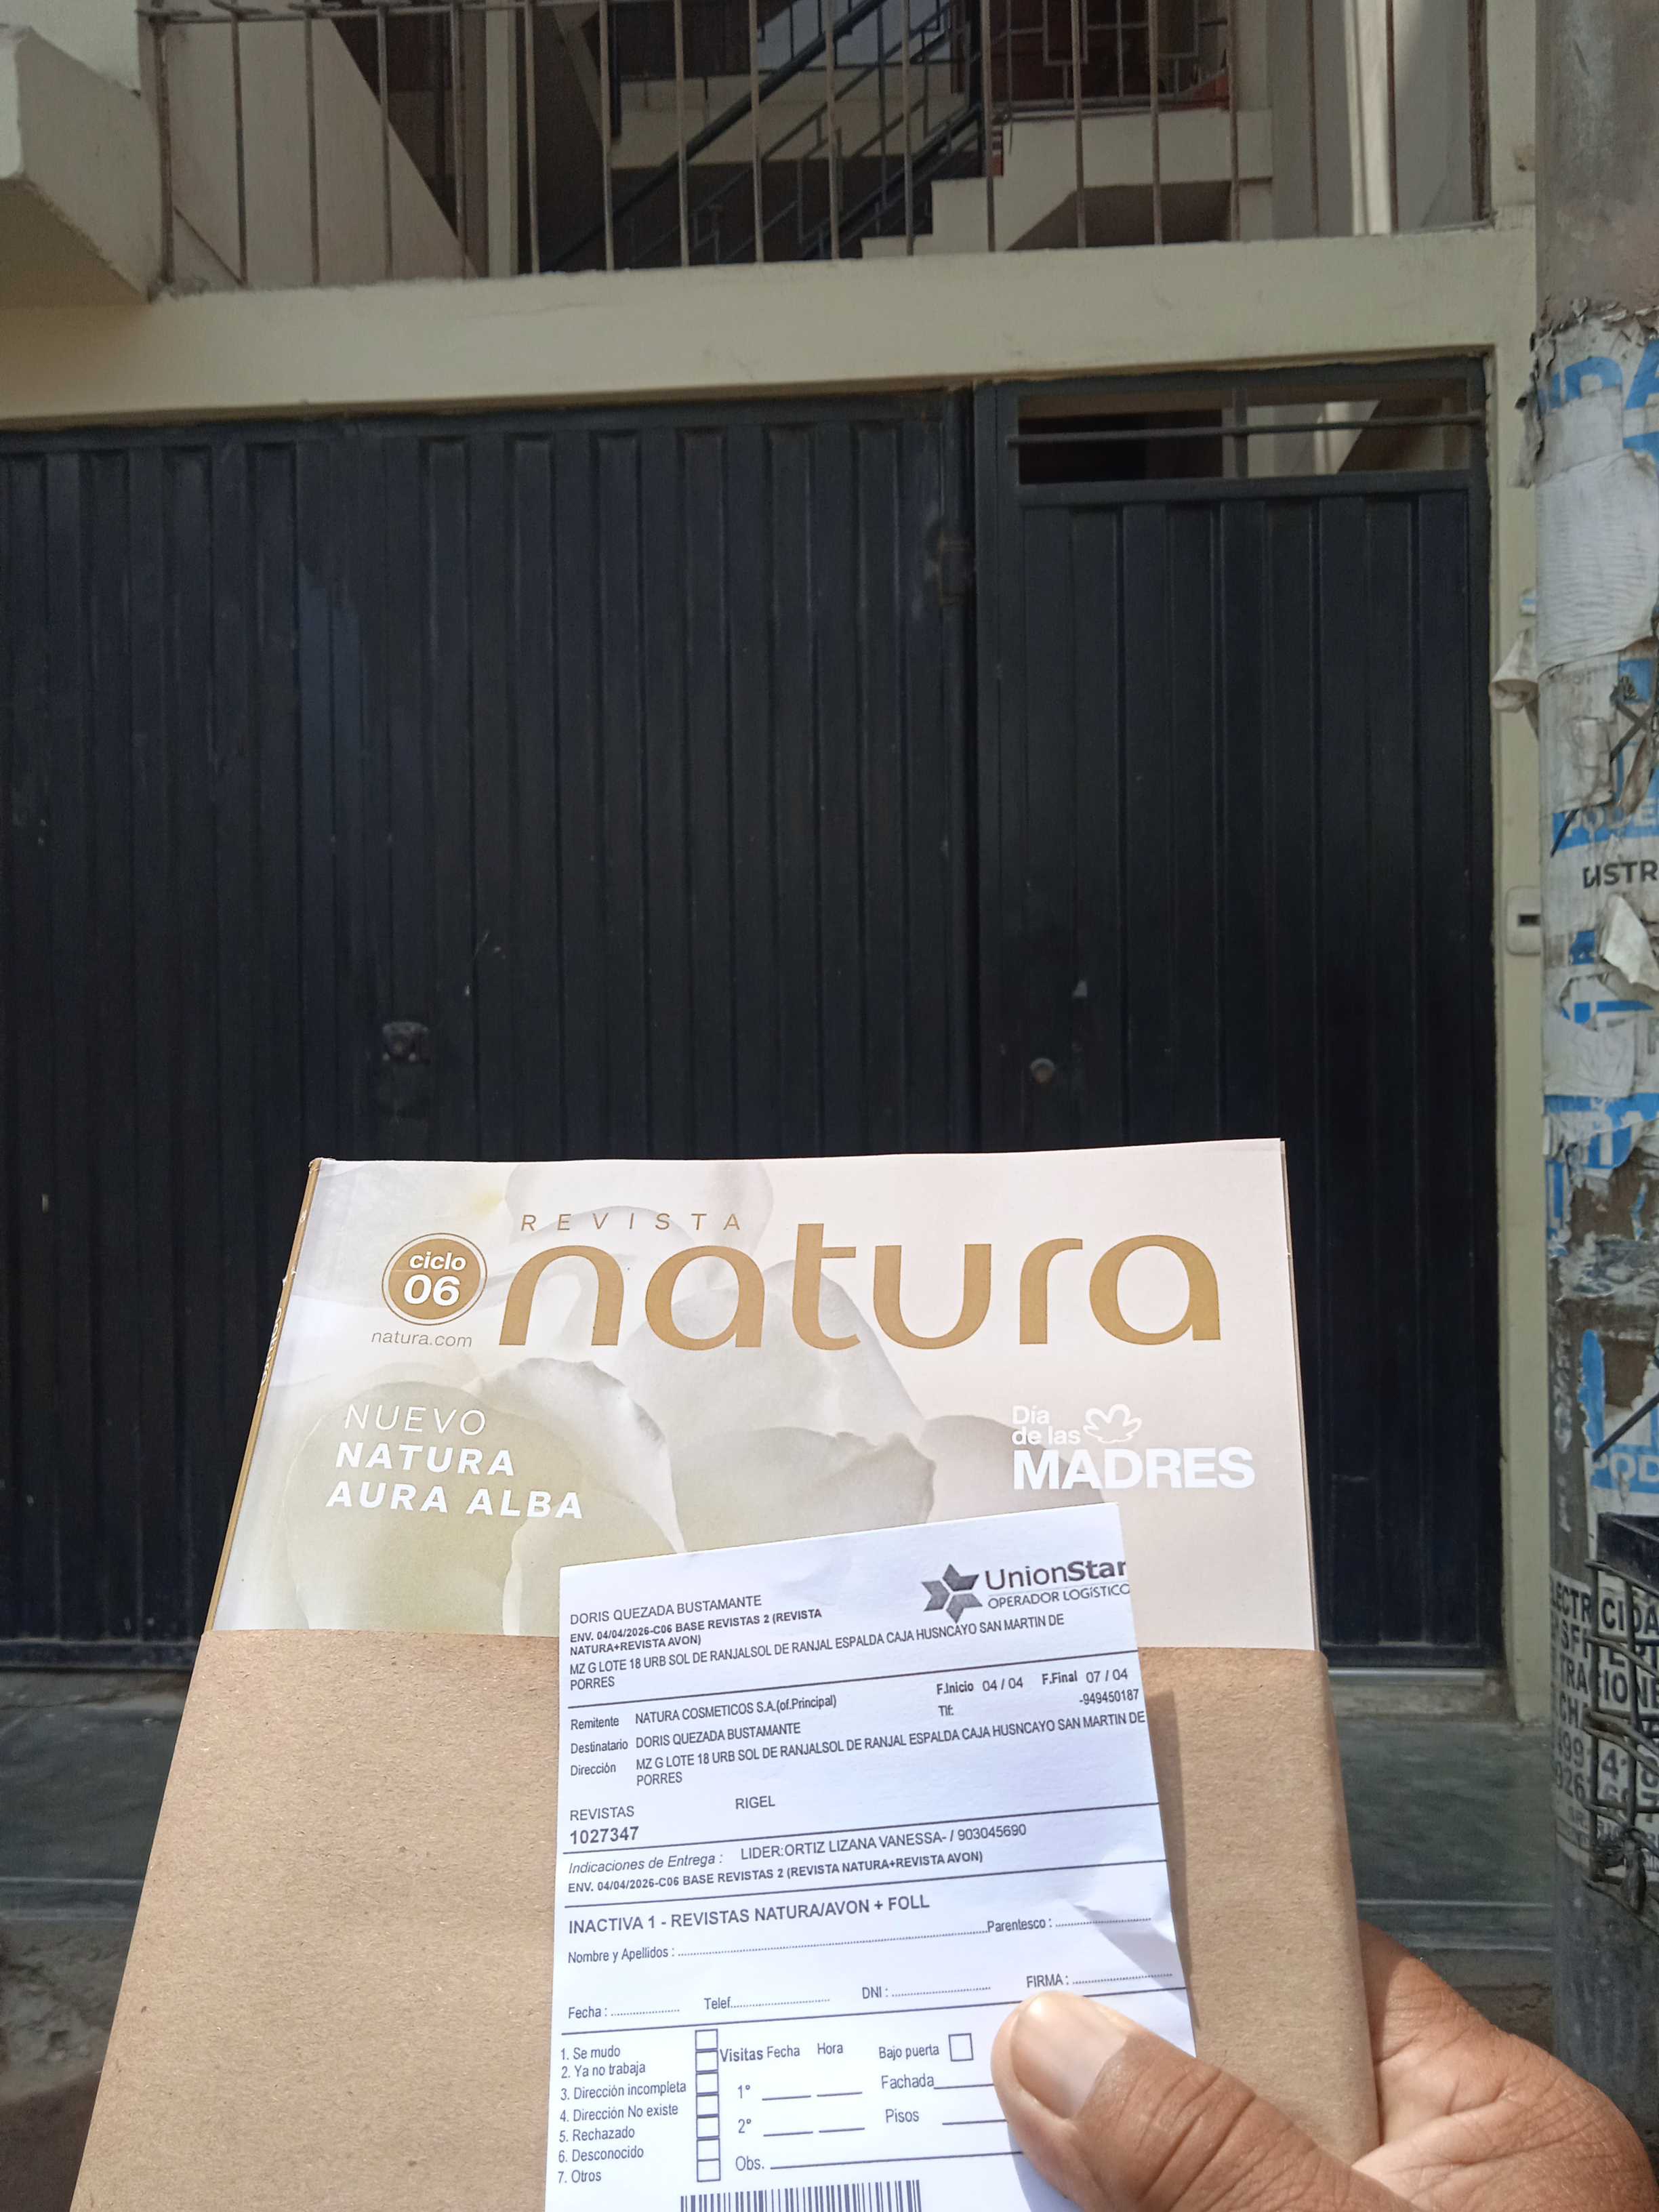 REVISTA
natura
ciclo
06
natura.com
NUEVO
NATURA
AURA ALBA
Día
de las
MADRES
UnionStar
OPERADOR LOGÍSTICO
DORIS QUEZADA BUSTAMANTE
ENV. 04/04/2026-C06 BASE REVISTAS 2 (REVISTA
NATURA+REVISTA AVON)
MZ G LOTE 18 URB SOL DE RANJALSOL DE RANJAL ESPALDA CAJA HUSNCAYO SAN MARTIN DE
PORRES
Remitente NATURA COSMETICOS S.A.(of.Principal) F.Inicio 04 / 04 F.Final 07 / 04
Destinatario DORIS QUEZADA BUSTAMANTE Tlf: -949450187
Dirección MZ G LOTE 18 URB SOL DE RANJALSOL DE RANJAL ESPALDA CAJA HUSNCAYO SAN MARTIN DE
PORRES
REVISTAS RIGEL
1027347
Indicaciones de Entrega : LIDER:ORTIZ LIZANA VANESSA- / 903045690
ENV. 04/04/2026-C06 BASE REVISTAS 2 (REVISTA NATURA+REVISTA AVON)
INACTIVA 1 - REVISTAS NATURA/AVON + FOLL
Nombre y Apellidos : Parentesco :
Fecha : Telef. DNI : FIRMA :
1. Se mudo
2. Ya no trabaja
3. Dirección incompleta
4. Dirección No existe
5. Rechazado
6. Desconocido
7. Otros
Visitas Fecha Hora Bajo puerta
1° Fachada
2° Pisos
Obs.